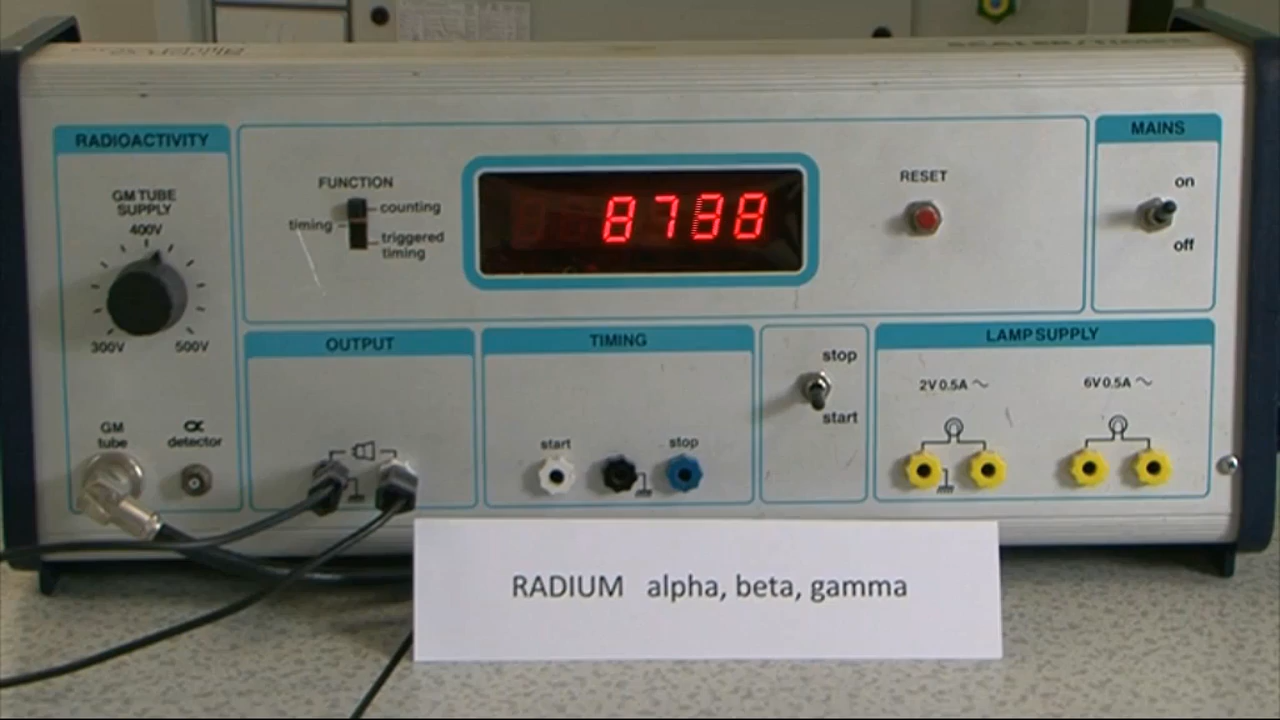 RADIOACTIVITY
GM TUBE
SUPPLY
400V
300V
500V
GM
tube
α
detector
FUNCTION
counting
timing
triggered
timing
RESET
MAINS
on
off
OUTPUT
TIMING
start
stop
stop
start
LAMP SUPPLY
2V 0.5A ~
6V 0.5A ~
RADIUM alpha, beta, gamma